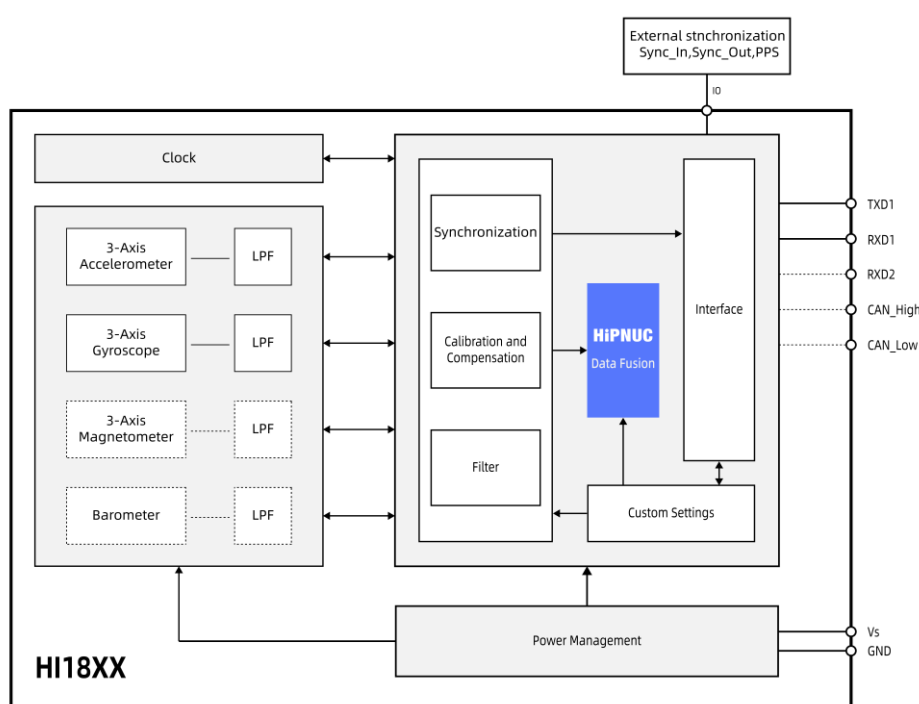 External stnchronization
Sync_In,Sync_Out,PPS
IO
Clock
3-Axis
Accelerometer
LPF
3-Axis
Gyroscope
LPF
3-Axis
Magnetometer
LPF
Barometer
LPF
Synchronization
Calibration and
Compensation
Filter
HiPNUC
Data Fusion
Interface
Custom Settings
TXD1
RXD1
RXD2
CAN_High
CAN_Low
Power Management
Vs
GND
HI18XX